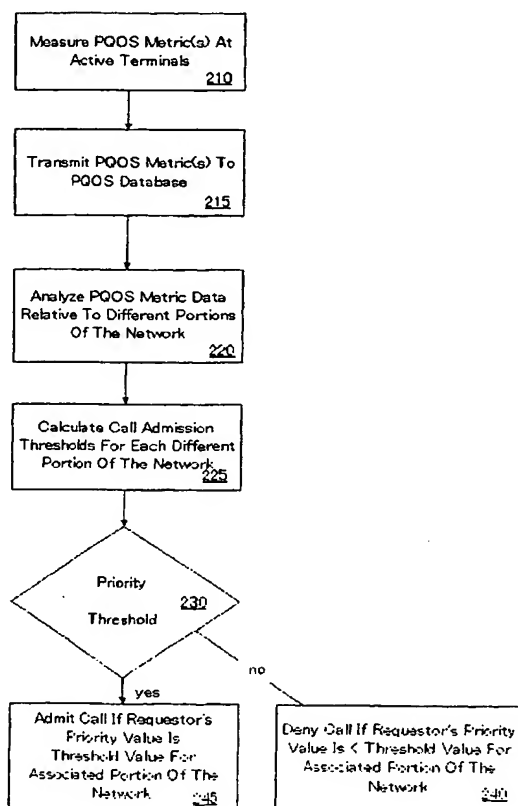 Measure PQOS Metric(s) At
Active Terminals
210
Transmit PQOS Metric(s) To
PQOS Database
215
Analyze PQOS Metric Data
Relative To Different Portions
Of The Network
220
Calculate Call Admission
Thresholds For Each Different
Portion Of The Network
225
Priority
230
Threshold
no
yes
Admit Call If Requestor's
Priority Value Is
Threshold Value For
Associated Portion Of The
Network
245
Deny Call If Requestor's Priority
Value Is < Threshold Value For
Associated Portion Of The
Network
240